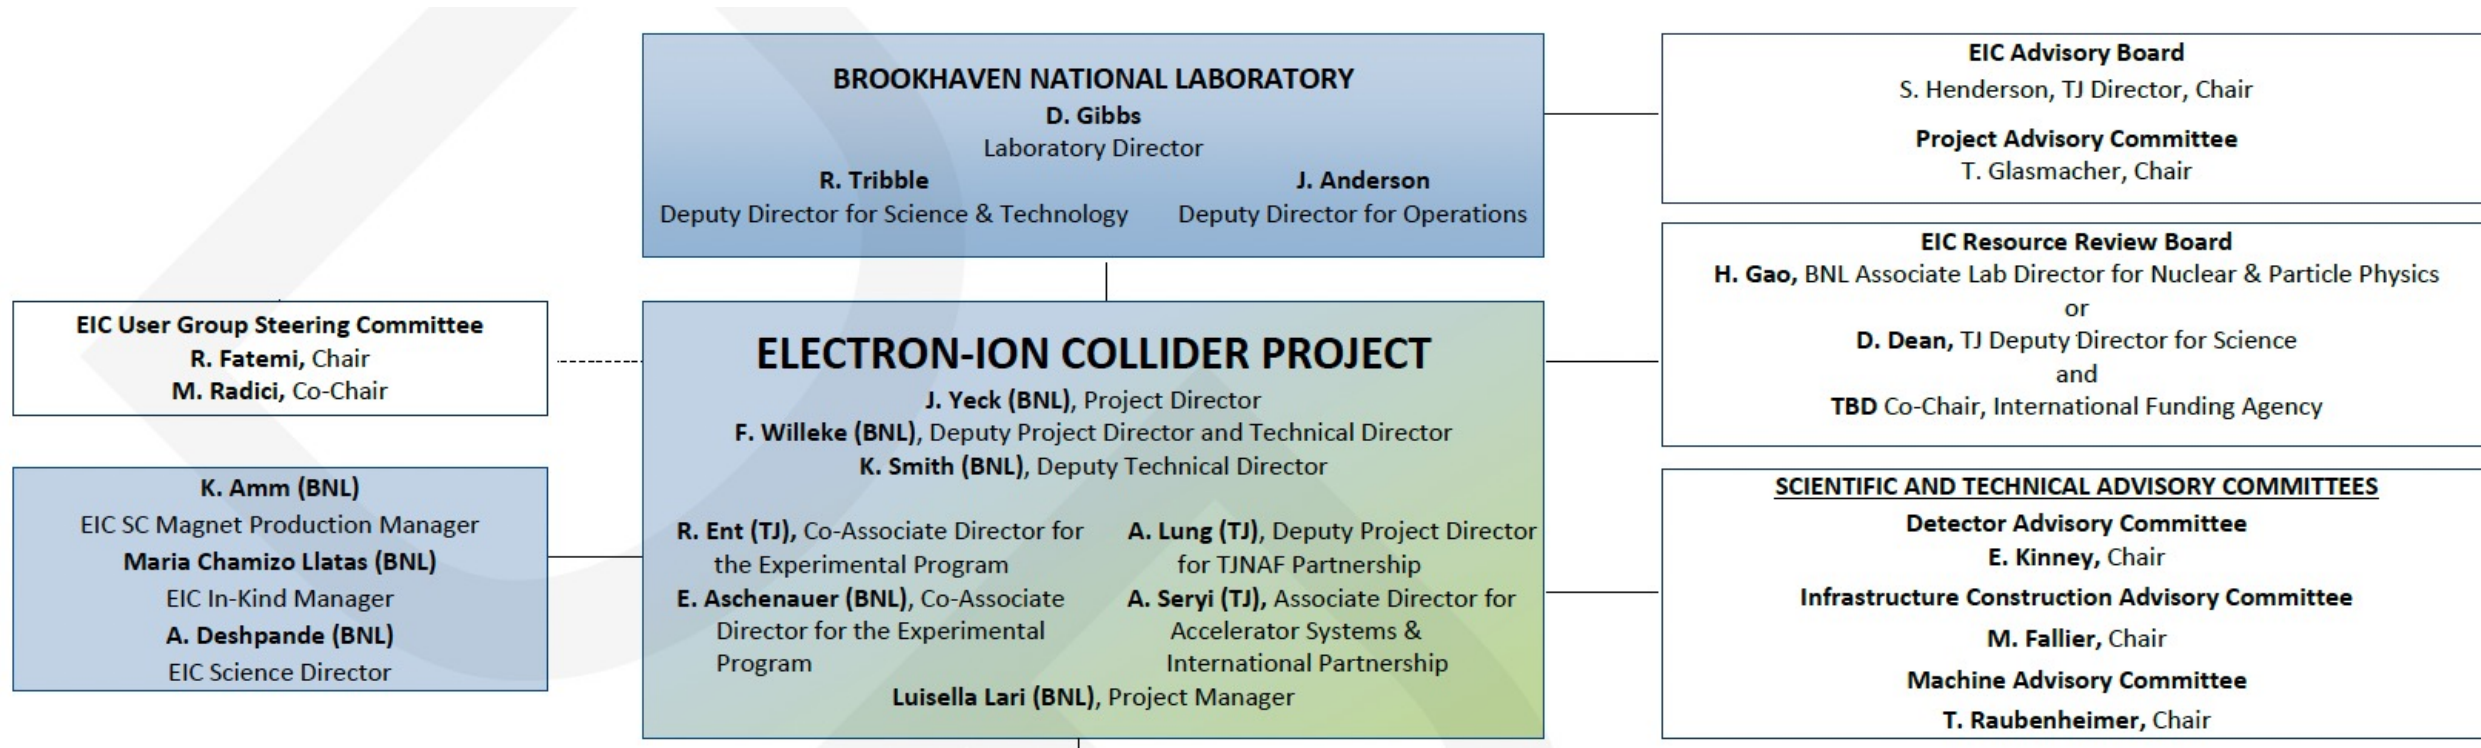 BROOKHAVEN NATIONAL LABORATORY
D. Gibbs
Laboratory Director
R. Tribble
Deputy Director for Science & Technology
J. Anderson
Deputy Director for Operations
EIC Advisory Board
S. Henderson, TJ Director, Chair
Project Advisory Committee
T. Glasmacher, Chair
EIC User Group Steering Committee
R. Fatemi, Chair
M. Radici, Co-Chair
ELECTRON-ION COLLIDER PROJECT
J. Yeck (BNL), Project Director
F. Willeke (BNL), Deputy Project Director and Technical Director
K. Smith (BNL), Deputy Technical Director
R. Ent (TJ), Co-Associate Director for
the Experimental Program
E. Aschenauer (BNL), Co-Associate
Director for the Experimental
Program
A. Lung (TJ), Deputy Project Director
for TJNAF Partnership
A. Seryi (TJ), Associate Director for
Accelerator Systems &
International Partnership
Luisella Lari (BNL), Project Manager
EIC Resource Review Board
H. Gao, BNL Associate Lab Director for Nuclear & Particle Physics
or
D. Dean, TJ Deputy Director for Science
and
TBD Co-Chair, International Funding Agency
K. Amm (BNL)
EIC SC Magnet Production Manager
Maria Chamizo Llatas (BNL)
EIC In-Kind Manager
A. Deshpande (BNL)
EIC Science Director
SCIENTIFIC AND TECHNICAL ADVISORY COMMITTEES
Detector Advisory Committee
E. Kinney, Chair
Infrastructure Construction Advisory Committee
M. Fallier, Chair
Machine Advisory Committee
T. Raubenheimer, Chair